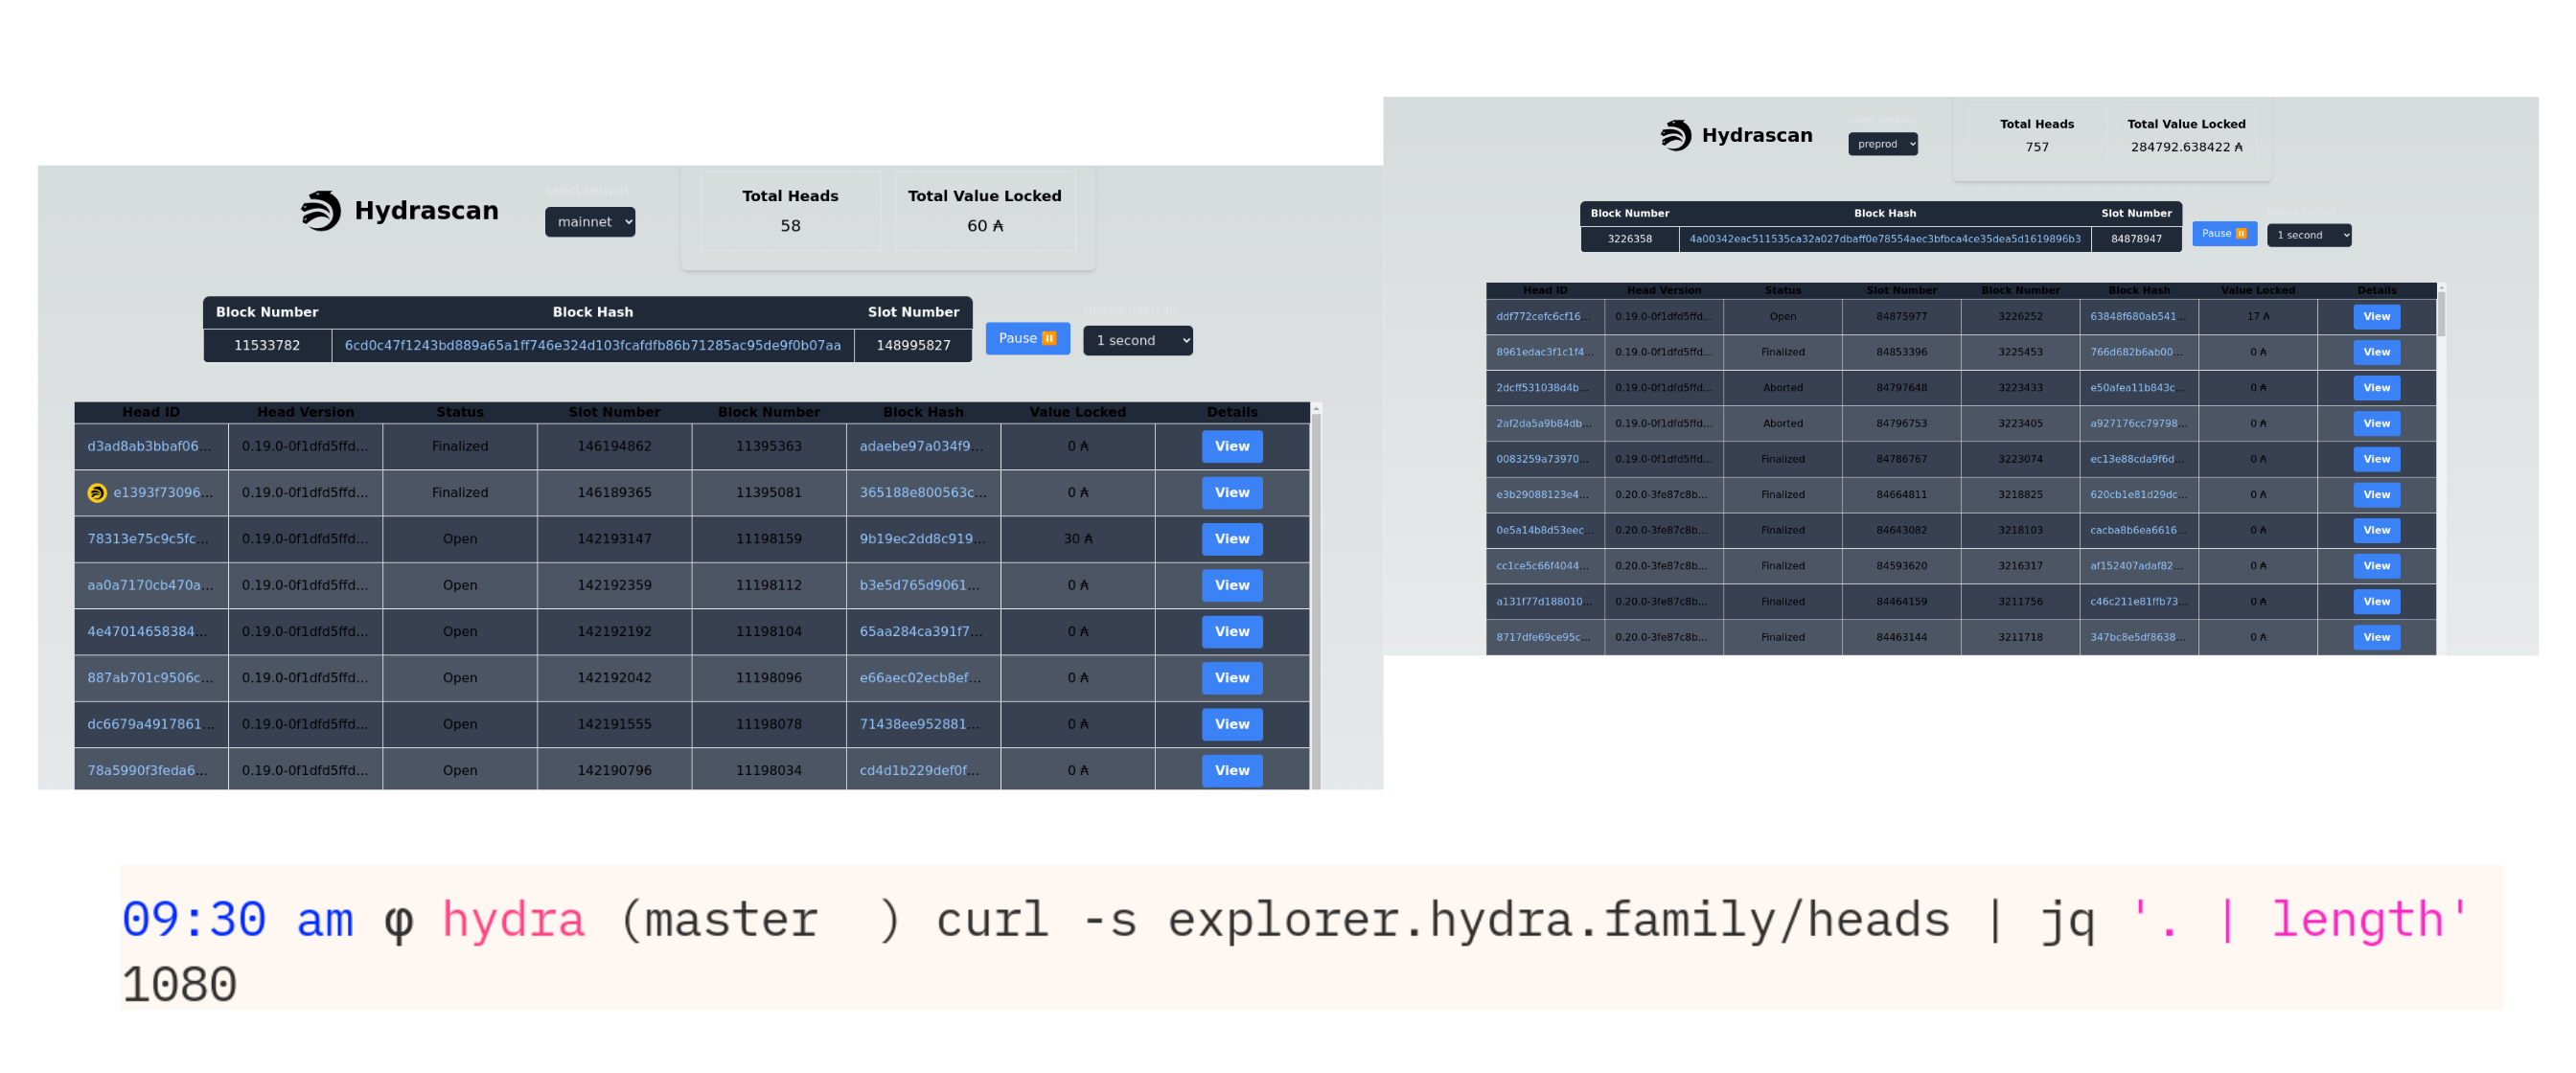 Hydrascan
Select Network
mainnet
Total Heads
58
Total Value Locked
60 ₳
Block Number Block Hash Slot Number
11533782 6cd0c47f1243bd889a65a1ff746e324d103fcafdfb86b71285ac95de9f0b07aa 148995827
Pause
Update Interval
1 second
Head ID Head Version Status Slot Number Block Number Block Hash Value Locked Details
d3ad8ab3bbaf06... 0.19.0-0f1dfd5ffd... Finalized 146194862 11395363 adaebe97a034f9... 0 ₳ View
e1393f73096... 0.19.0-0f1dfd5ffd... Finalized 146189365 11395081 365188e800563c... 0 ₳ View
78313e75c9c5fc... 0.19.0-0f1dfd5ffd... Open 142193147 11198159 9b19ec2dd8c919... 30 ₳ View
aa0a7170cb470a... 0.19.0-0f1dfd5ffd... Open 142192359 11198112 b3e5d765d9061... 0 ₳ View
4e47014658384... 0.19.0-0f1dfd5ffd... Open 142192192 11198104 65aa284ca391f7... 0 ₳ View
887ab701c9506c... 0.19.0-0f1dfd5ffd... Open 142192042 11198096 e66aec02ecb8ef... 0 ₳ View
dc6679a4917861... 0.19.0-0f1dfd5ffd... Open 142191555 11198078 71438ee952881... 0 ₳ View
78a5990f3feda6... 0.19.0-0f1dfd5ffd... Open 142190796 11198034 cd4d1b229def0f... 0 ₳ View
Hydrascan
preprod
Total Heads
757
Total Value Locked
284792.638422 ₳
Block Number Block Hash Slot Number
3226358 4a00342eac511535ca32a027dbaff0e78554aec3bfbca4ce35dea5d1619896b3 84878947
Pause
1 second
Head ID Head Version Status Slot Number Block Number Block Hash Value Locked Details
ddf772cefc6cf16... 0.19.0-0f1dfd5ffd... Open 84875977 3226252 63848f680ab541... 17 ₳ View
8961edac3f1c1f4... 0.19.0-0f1dfd5ffd... Finalized 84853396 3225453 766d682b6ab00... 0 ₳ View
2dcff531038d4b... 0.19.0-0f1dfd5ffd... Aborted 84797648 3223433 e50afea11b843c... 0 ₳ View
2af2da5a9b84db... 0.19.0-0f1dfd5ffd... Aborted 84796753 3223405 a927176cc79798... 0 ₳ View
0083259a73970... 0.19.0-0f1dfd5ffd... Finalized 84786767 3223074 ec13e88cda9f6d... 0 ₳ View
e3b29088123e4... 0.20.0-3fe87c8b... Finalized 84664811 3218825 620cb1e81d29dc... 0 ₳ View
0e5a14b8d53eec... 0.20.0-3fe87c8b... Finalized 84643082 3218103 cacba8b6ea6616... 0 ₳ View
cc1ce5c66f4044... 0.20.0-3fe87c8b... Finalized 84593620 3216317 af152407adaf82... 0 ₳ View
a131f77d188010... 0.20.0-3fe87c8b... Finalized 84464159 3211756 c46c211e81ffb73... 0 ₳ View
8717dfe69ce95c... 0.20.0-3fe87c8b... Finalized 84463144 3211718 347bc8e5df8638... 0 ₳ View
09:30 am φ hydra (master ) curl -s explorer.hydra.family/heads | jq '. | length'
1080